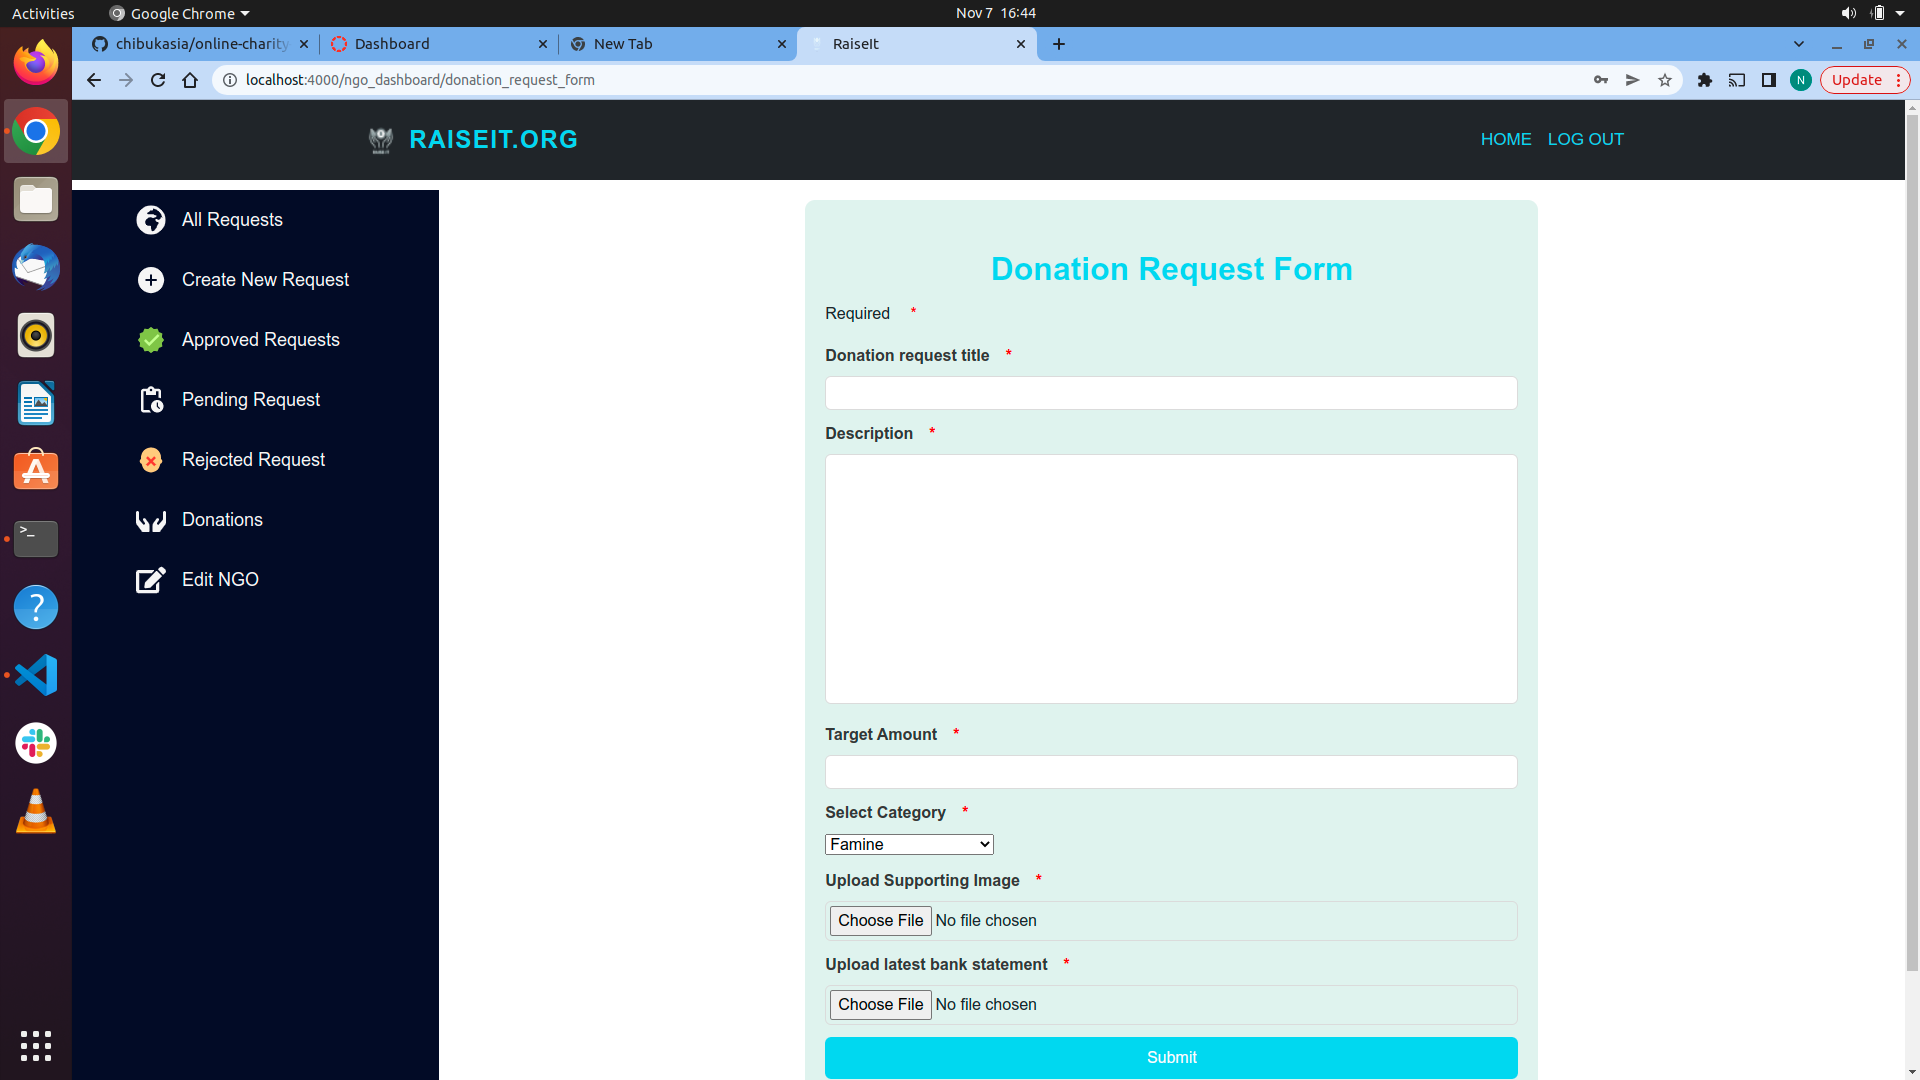 Activities Google Chrome Nov 7 16:44
chibukasia/online-charity Dashboard New Tab RaiseIt
localhost:4000/ngo_dashboard/donation_request_form N Update
RAISEIT.ORG HOME LOG OUT
All Requests
Create New Request
Approved Requests
Pending Request
Rejected Request
Donations
Edit NGO
Donation Request Form
Required *
Donation request title *
Description *
Target Amount *
Select Category *
Famine
Upload Supporting Image *
Choose File No file chosen
Upload latest bank statement *
Choose File No file chosen
Submit